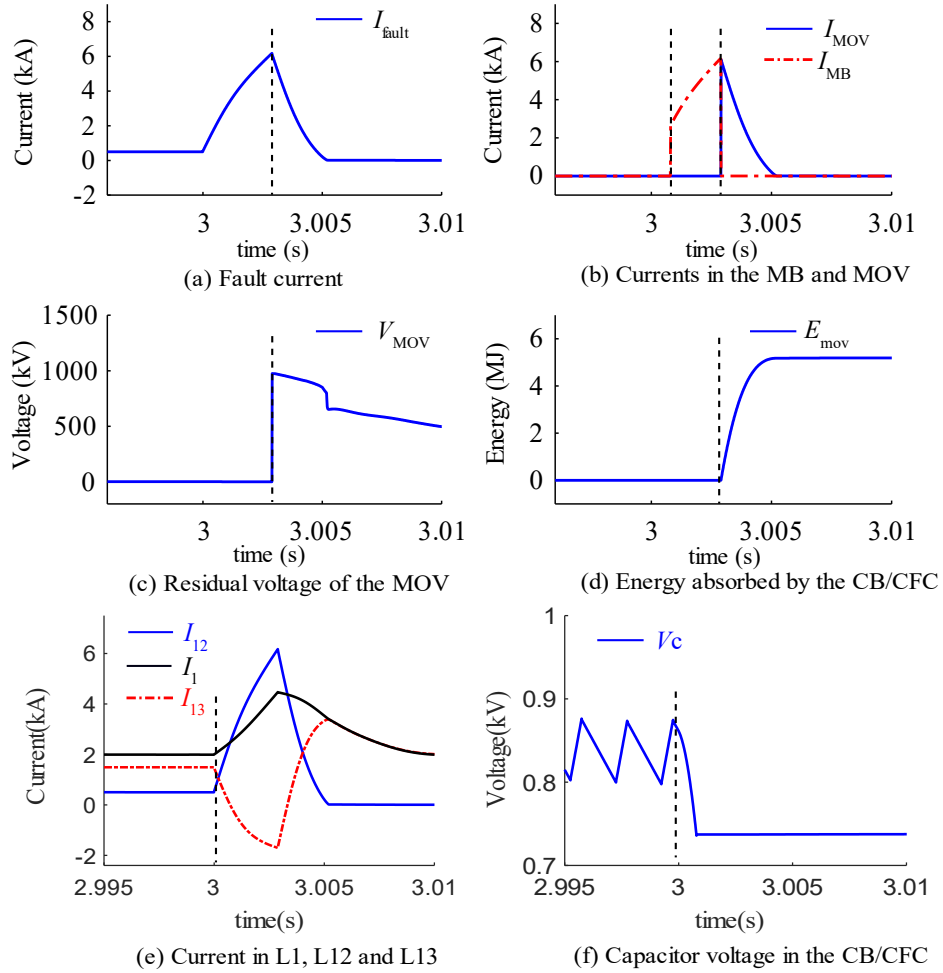 8
6
4
2
0
-2
Current (kA)
I_fault
3
3.005
3.01
time (s)
(a) Fault current
8
6
4
2
0
Current (kA)
I_MOV
I_MB
3
3.005
3.01
time (s)
(b) Currents in the MB and MOV
1500
1000
500
0
Voltage (kV)
V_MOV
3
3.005
3.01
time (s)
(c) Residual voltage of the MOV
6
4
2
0
Energy (MJ)
E_mov
3
3.005
3.01
time (s)
(d) Energy absorbed by the CB/CFC
6
4
2
0
-2
Current(kA)
I_12
I_1
I_13
2.995
3
3.005
3.01
time(s)
(e) Current in L1, L12 and L13
1
0.9
0.8
0.7
Voltage(kV)
Vc
2.995
3
3.005
3.01
time(s)
(f) Capacitor voltage in the CB/CFC